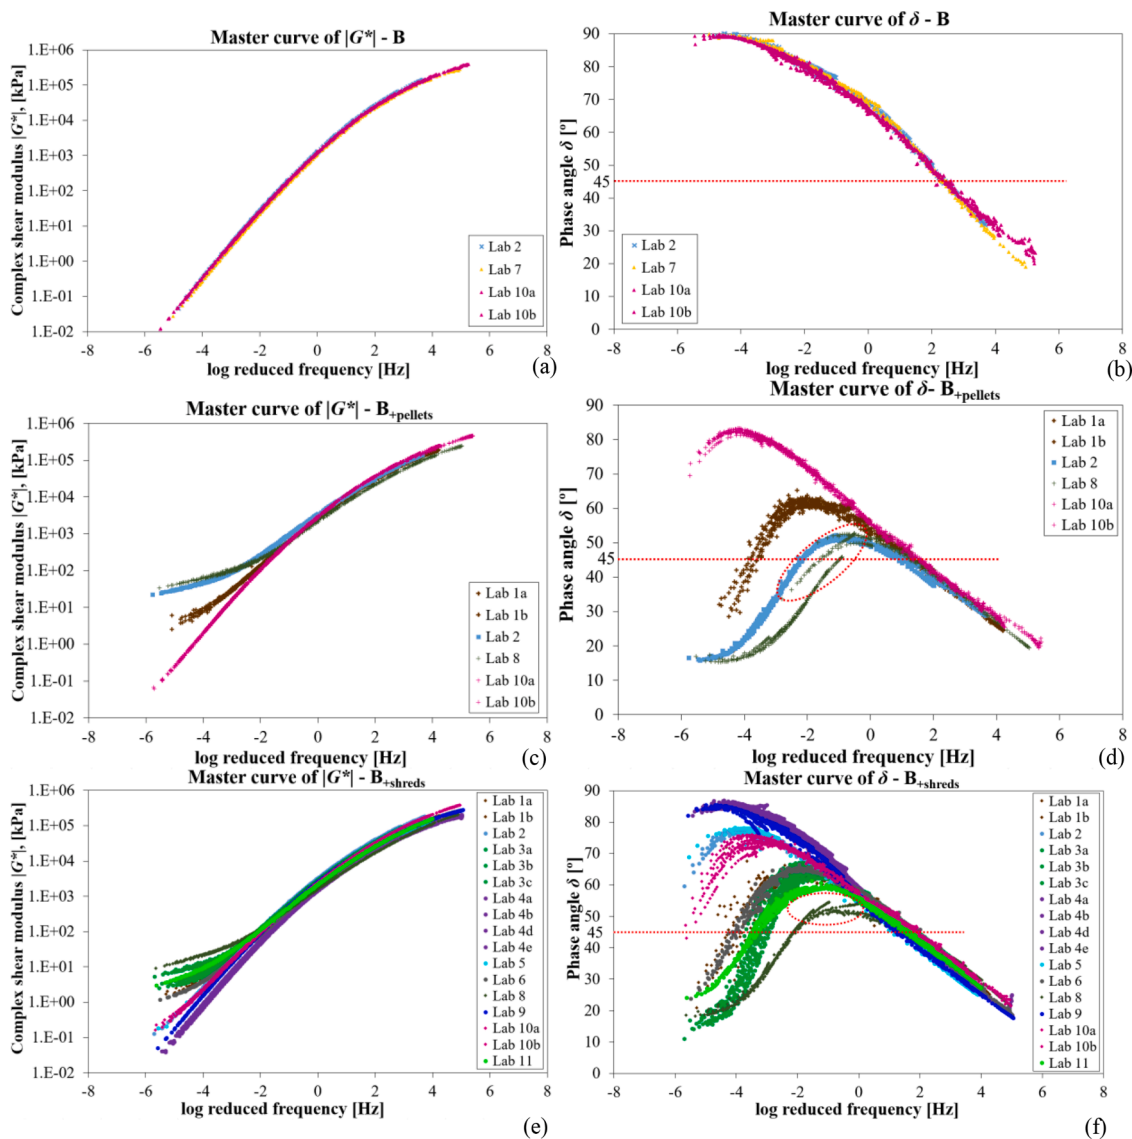 Master curve of |G*| - B
Complex shear modulus |G*|, [kPa]
1.E+06
1.E+05
1.E+04
1.E+03
1.E+02
1.E+01
1.E+00
1.E-01
1.E-02
-8 -6 -4 -2 0 2 4 6 8
log reduced frequency [Hz]
Lab 2
Lab 7
Lab 10a
Lab 10b
(a)
Master curve of δ - B
Phase angle δ [º]
90
80
70
60
50
45
40
30
20
10
0
-8 -6 -4 -2 0 2 4 6 8
log reduced frequency [Hz]
Lab 2
Lab 7
Lab 10a
Lab 10b
(b)
Master curve of |G*| - B+pellets
Complex shear modulus |G*|, [kPa]
1.E+06
1.E+05
1.E+04
1.E+03
1.E+02
1.E+01
1.E+00
1.E-01
1.E-02
-8 -6 -4 -2 0 2 4 6 8
log reduced frequency [Hz]
Lab 1a
Lab 1b
Lab 2
Lab 8
Lab 10a
Lab 10b
(c)
Master curve of δ- B+pellets
Phase angle δ [º]
90
80
70
60
50
45
40
30
20
10
0
-8 -6 -4 -2 0 2 4 6 8
log reduced frequency [Hz]
Lab 1a
Lab 1b
Lab 2
Lab 8
Lab 10a
Lab 10b
(d)
Master curve of |G*| - B+shreds
Complex shear modulus |G*|, [kPa]
1.E+06
1.E+05
1.E+04
1.E+03
1.E+02
1.E+01
1.E+00
1.E-01
1.E-02
-8 -6 -4 -2 0 2 4 6 8
log reduced frequency [Hz]
Lab 1a
Lab 1b
Lab 2
Lab 3a
Lab 3b
Lab 3c
Lab 4a
Lab 4b
Lab 4d
Lab 4e
Lab 5
Lab 6
Lab 8
Lab 9
Lab 10a
Lab 10b
Lab 11
(e)
Master curve of δ - B+shreds
Phase angle δ [º]
90
80
70
60
50
45
40
30
20
10
0
-8 -6 -4 -2 0 2 4 6 8
log reduced frequency [Hz]
Lab 1a
Lab 1b
Lab 2
Lab 3a
Lab 3b
Lab 3c
Lab 4a
Lab 4b
Lab 4d
Lab 4e
Lab 5
Lab 6
Lab 8
Lab 9
Lab 10a
Lab 10b
Lab 11
(f)